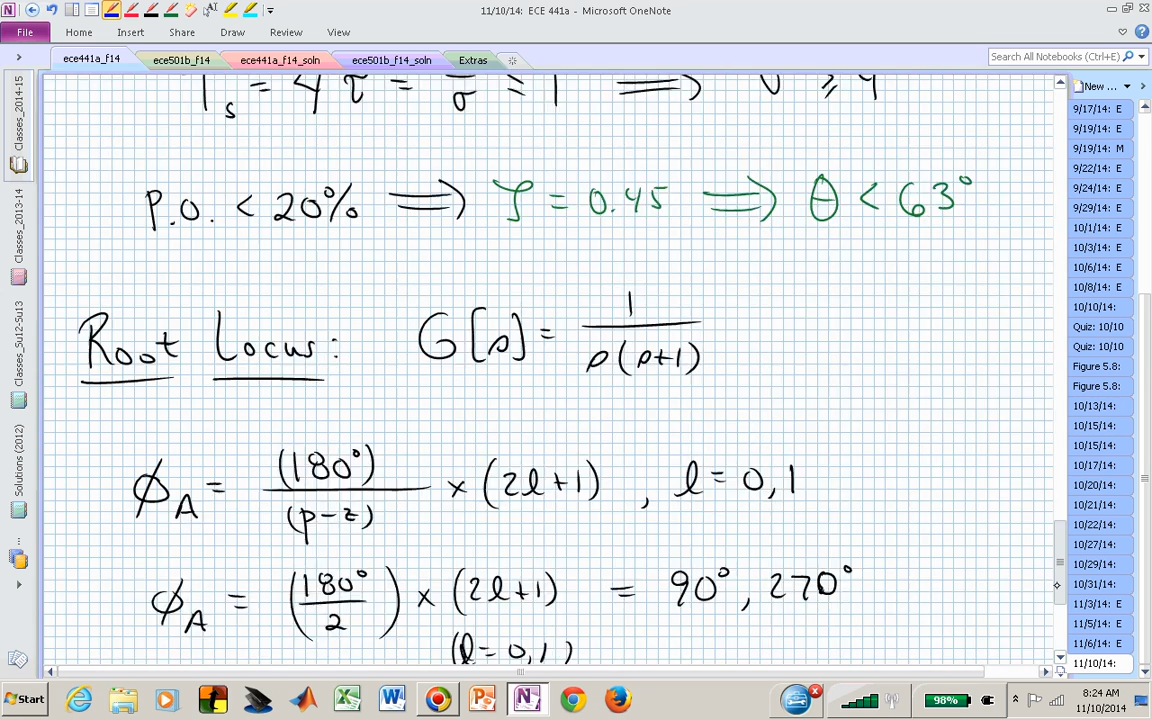 11/10/14: ECE 441a - Microsoft OneNote
File Home Insert Share Draw Review View
ece441a_f14 ece501b_f14 ece441a_f14_soln ece501b_f14_soln Extras
Search All Notebooks (Ctrl+E)
Classes_2014-15
Classes_2013-14
Classes_Su12-Su13
Solutions (2012)
P.O. < 20% ⟹ ζ = 0.45 ⟹ θ < 63°
Root Locus: G[s] = 1 / s(s+1)
ϕ_A = (180°) / (p-z) × (2l+1), l = 0,1
ϕ_A = (180° / 2) × (2l+1) = 90°, 270°
(l = 0,1)
New ...
9/17/14: E
9/19/14: E
9/19/14: M
9/22/14: E
9/24/14: E
9/29/14: E
10/1/14: E
10/3/14: E
10/6/14: E
10/8/14: E
10/10/14:
Quiz: 10/10
Quiz: 10/10
Figure 5.8:
Figure 5.8:
10/13/14:
10/15/14:
10/15/14:
10/17/14:
10/20/14:
10/21/14:
10/22/14:
10/27/14:
10/29/14:
10/31/14:
11/3/14: E
11/5/14: E
11/6/14: E
11/10/14:
Start
98%
8:24 AM
11/10/2014